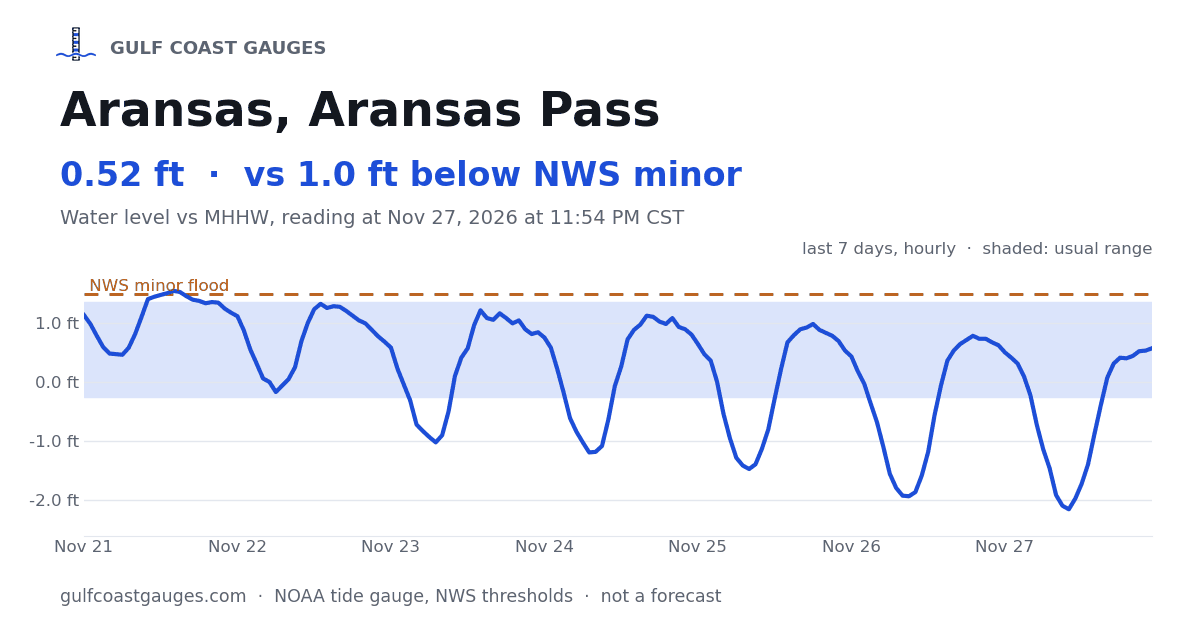 GULF COAST GAUGES
Aransas, Aransas Pass
0.52 ft · vs 1.0 ft below NWS minor
Water level vs MHHW, reading at Nov 27, 2026 at 11:54 PM CST
last 7 days, hourly · shaded: usual range
NWS minor flood
1.0 ft
0.0 ft
-1.0 ft
-2.0 ft
Nov 21 Nov 22 Nov 23 Nov 24 Nov 25 Nov 26 Nov 27
gulfcoastgauges.com · NOAA tide gauge, NWS thresholds · not a forecast